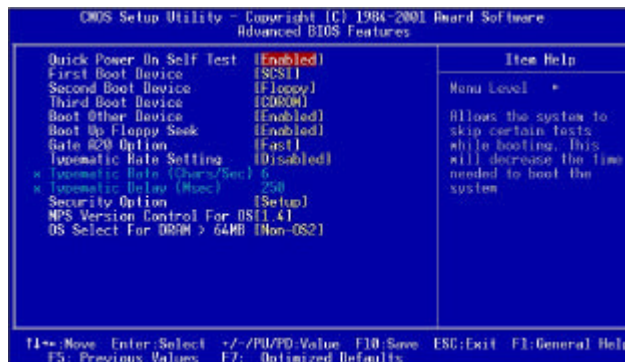 CMOS Setup Utility - Copyright (C) 1984-2001 Award Software
Advanced BIOS Features
Quick Power On Self Test [Enabled]
First Boot Device [SCSI]
Second Boot Device [Floppy]
Third Boot Device [CDROM]
Boot Other Device [Enabled]
Boot Up Floppy Seek [Enabled]
Gate A20 Option [Fast]
Typematic Rate Setting [Disabled]
x Typematic Rate (Chars/Sec) 6
x Typematic Delay (Msec) 250
Security Option [Setup]
MPS Version Control For OS[1.4]
OS Select For DRAM > 64MB [Non-OS2]
Item Help
Menu Level ▸
Allows the system to
skip certain tests
while booting. This
will decrease the time
needed to boot the
system
↑↓→←:Move Enter:Select +/-/PU/PD:Value F10:Save ESC:Exit F1:General Help
F5: Previous Values F7: Optimized Defaults